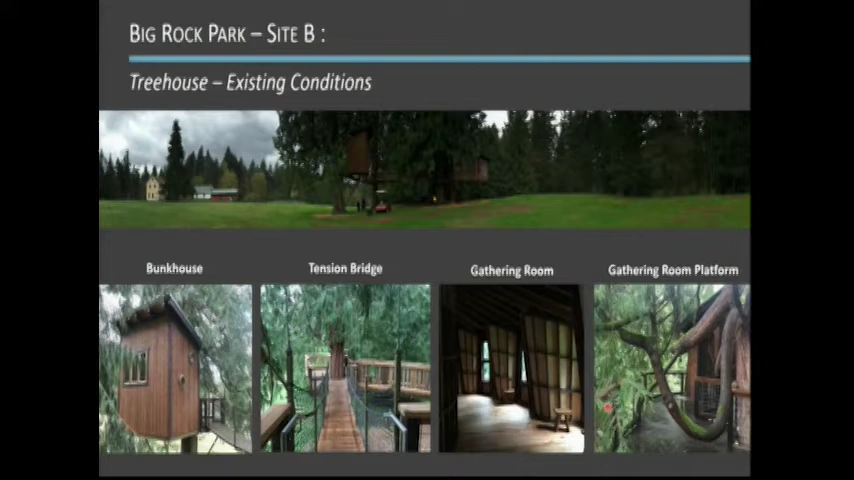 Big Rock Park – Site B :
Treehouse – Existing Conditions
Bunkhouse
Tension Bridge
Gathering Room
Gathering Room Platform